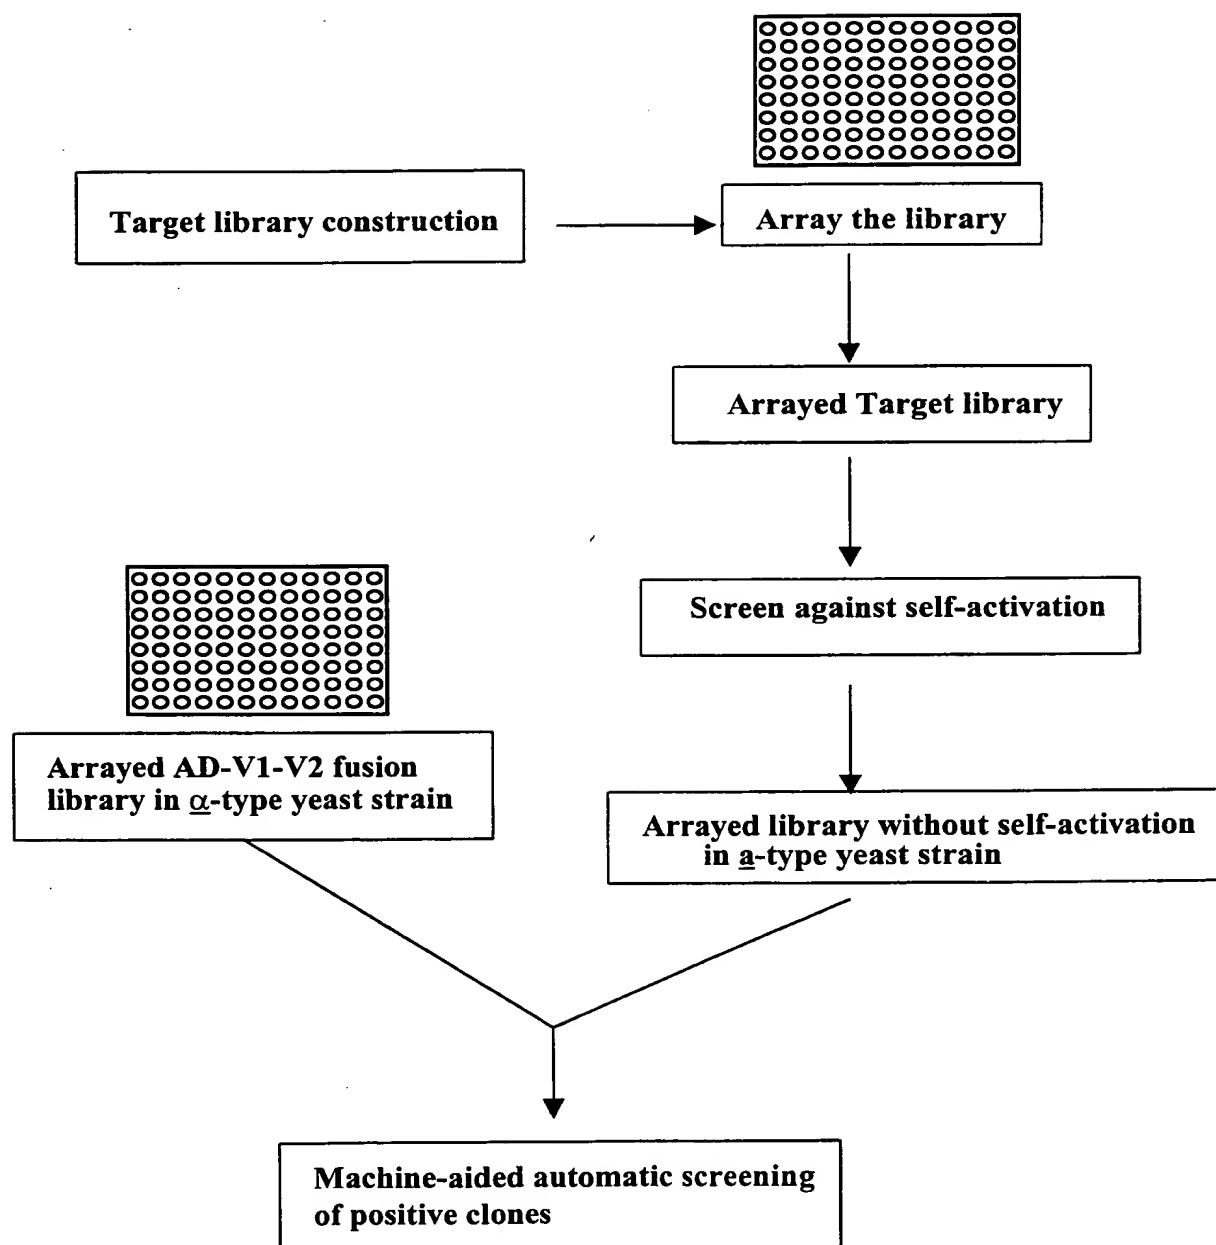 Target library construction
Array the library
Arrayed Target library
Screen against self-activation
Arrayed AD-V1-V2 fusion
library in α-type yeast strain
Arrayed library without self-activation
in a-type yeast strain
Machine-aided automatic screening
of positive clones